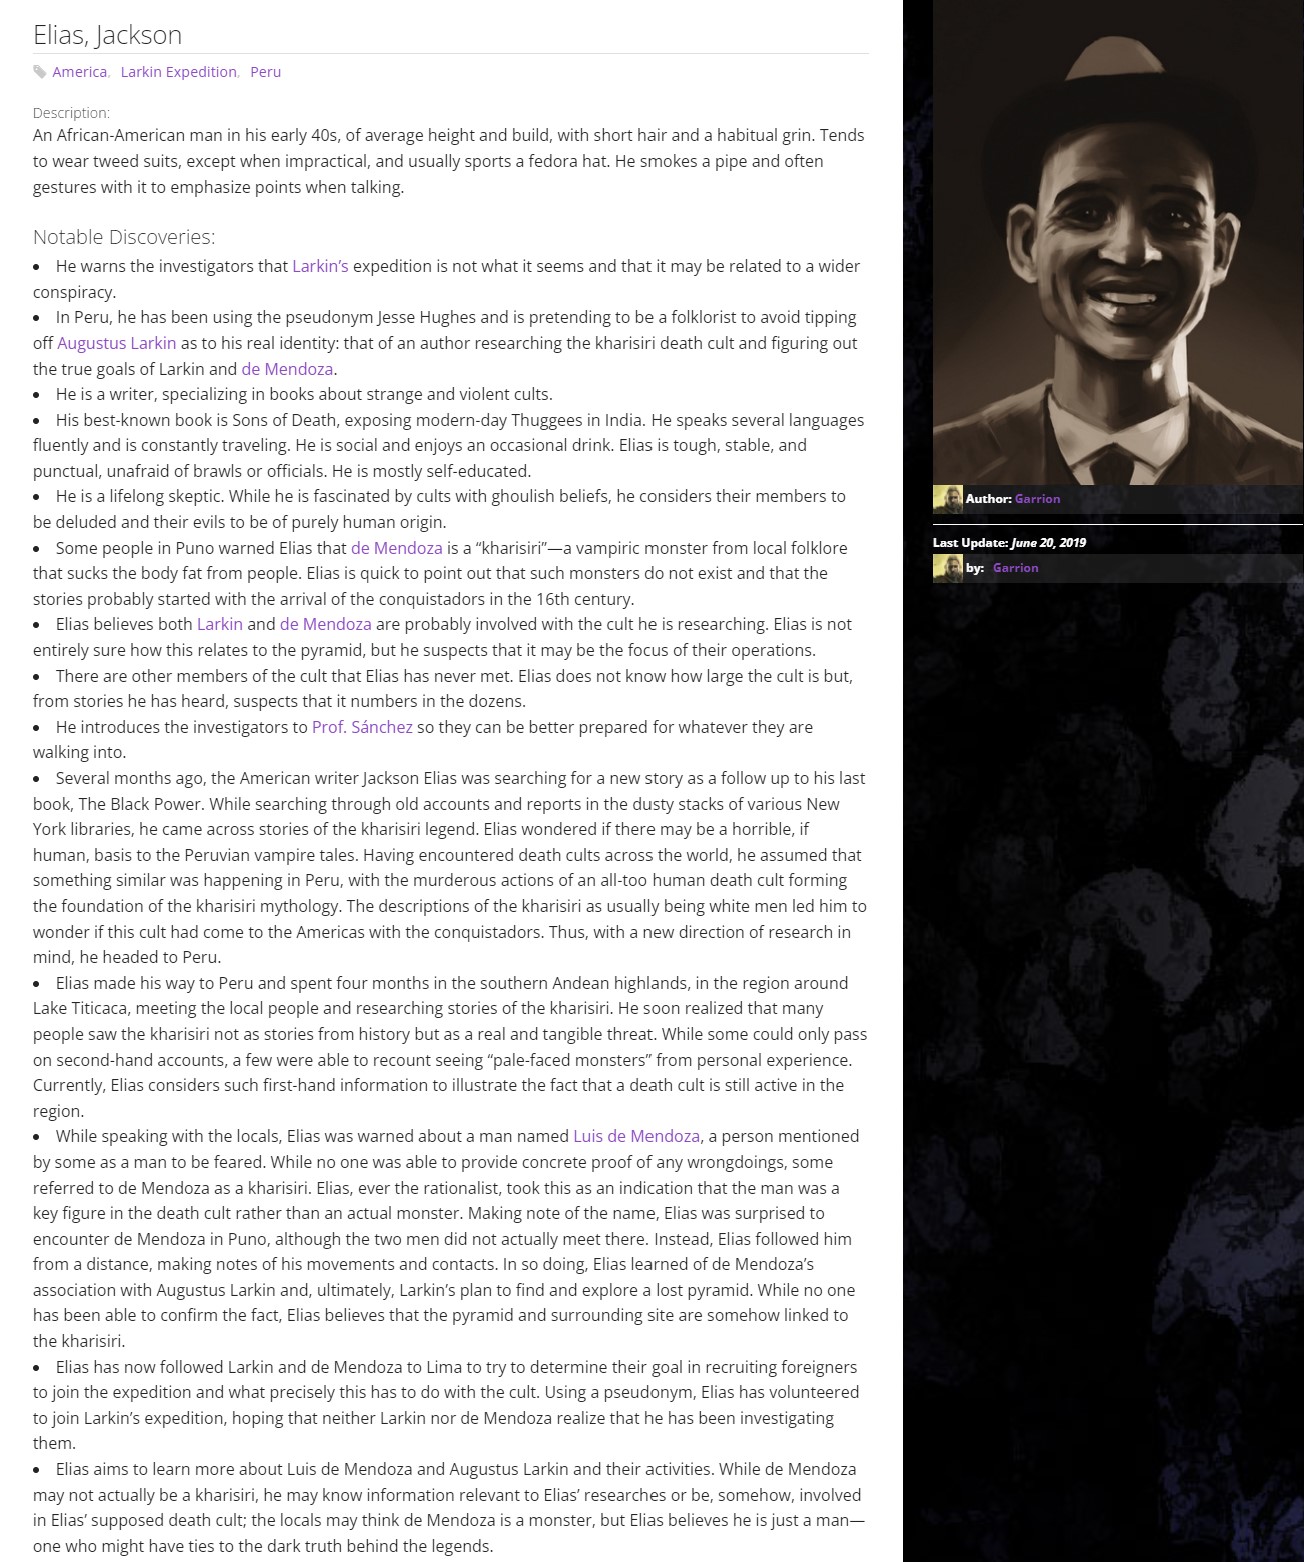 Elias, Jackson
America, Larkin Expedition, Peru
Description:
An African-American man in his early 40s, of average height and build, with short hair and a habitual grin. Tends
to wear tweed suits, except when impractical, and usually sports a fedora hat. He smokes a pipe and often
gestures with it to emphasize points when talking.
Notable Discoveries:
• He warns the investigators that Larkin’s expedition is not what it seems and that it may be related to a wider
conspiracy.
• In Peru, he has been using the pseudonym Jesse Hughes and is pretending to be a folklorist to avoid tipping
off Augustus Larkin as to his real identity: that of an author researching the kharisiri death cult and figuring out
the true goals of Larkin and de Mendoza.
• He is a writer, specializing in books about strange and violent cults.
• His best-known book is Sons of Death, exposing modern-day Thuggees in India. He speaks several languages
fluently and is constantly traveling. He is social and enjoys an occasional drink. Elias is tough, stable, and
punctual, unafraid of brawls or officials. He is mostly self-educated.
• He is a lifelong skeptic. While he is fascinated by cults with ghoulish beliefs, he considers their members to
be deluded and their evils to be of purely human origin.
• Some people in Puno warned Elias that de Mendoza is a “kharisiri”—a vampiric monster from local folklore
that sucks the body fat from people. Elias is quick to point out that such monsters do not exist and that the
stories probably started with the arrival of the conquistadors in the 16th century.
• Elias believes both Larkin and de Mendoza are probably involved with the cult he is researching. Elias is not
entirely sure how this relates to the pyramid, but he suspects that it may be the focus of their operations.
• There are other members of the cult that Elias has never met. Elias does not know how large the cult is but,
from stories he has heard, suspects that it numbers in the dozens.
• He introduces the investigators to Prof. Sánchez so they can be better prepared for whatever they are
walking into.
• Several months ago, the American writer Jackson Elias was searching for a new story as a follow up to his last
book, The Black Power. While searching through old accounts and reports in the dusty stacks of various New
York libraries, he came across stories of the kharisiri legend. Elias wondered if there may be a horrible, if
human, basis to the Peruvian vampire tales. Having encountered death cults across the world, he assumed that
something similar was happening in Peru, with the murderous actions of an all-too human death cult forming
the foundation of the kharisiri mythology. The descriptions of the kharisiri as usually being white men led him to
wonder if this cult had come to the Americas with the conquistadors. Thus, with a new direction of research in
mind, he headed to Peru.
• Elias made his way to Peru and spent four months in the southern Andean highlands, in the region around
Lake Titicaca, meeting the local people and researching stories of the kharisiri. He soon realized that many
people saw the kharisiri not as stories from history but as a real and tangible threat. While some could only pass
on second-hand accounts, a few were able to recount seeing “pale-faced monsters” from personal experience.
Currently, Elias considers such first-hand information to illustrate the fact that a death cult is still active in the
region.
• While speaking with the locals, Elias was warned about a man named Luis de Mendoza, a person mentioned
by some as a man to be feared. While no one was able to provide concrete proof of any wrongdoings, some
referred to de Mendoza as a kharisiri. Elias, ever the rationalist, took this as an indication that the man was a
key figure in the death cult rather than an actual monster. Making note of the name, Elias was surprised to
encounter de Mendoza in Puno, although the two men did not actually meet there. Instead, Elias followed him
from a distance, making notes of his movements and contacts. In so doing, Elias learned of de Mendoza’s
association with Augustus Larkin and, ultimately, Larkin’s plan to find and explore a lost pyramid. While no one
has been able to confirm the fact, Elias believes that the pyramid and surrounding site are somehow linked to
the kharisiri.
• Elias has now followed Larkin and de Mendoza to Lima to try to determine their goal in recruiting foreigners
to join the expedition and what precisely this has to do with the cult. Using a pseudonym, Elias has volunteered
to join Larkin’s expedition, hoping that neither Larkin nor de Mendoza realize that he has been investigating
them.
• Elias aims to learn more about Luis de Mendoza and Augustus Larkin and their activities. While de Mendoza
may not actually be a kharisiri, he may know information relevant to Elias’ researches or be, somehow, involved
in Elias’ supposed death cult; the locals may think de Mendoza is a monster, but Elias believes he is just a man—
one who might have ties to the dark truth behind the legends.
Author: Garrion
Last Update: June 20, 2019
by: Garrion